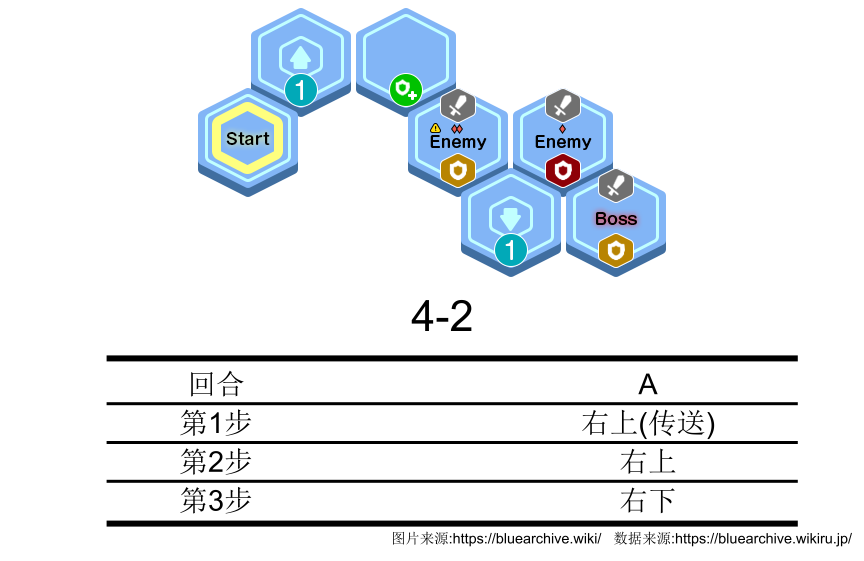 1
Start
Enemy
Enemy
1
Boss
4-2
回合 A
第1步 右上(传送)
第2步 右上
第3步 右下
图片来源:https://bluearchive.wiki/ 数据来源:https://bluearchive.wikiru.jp/